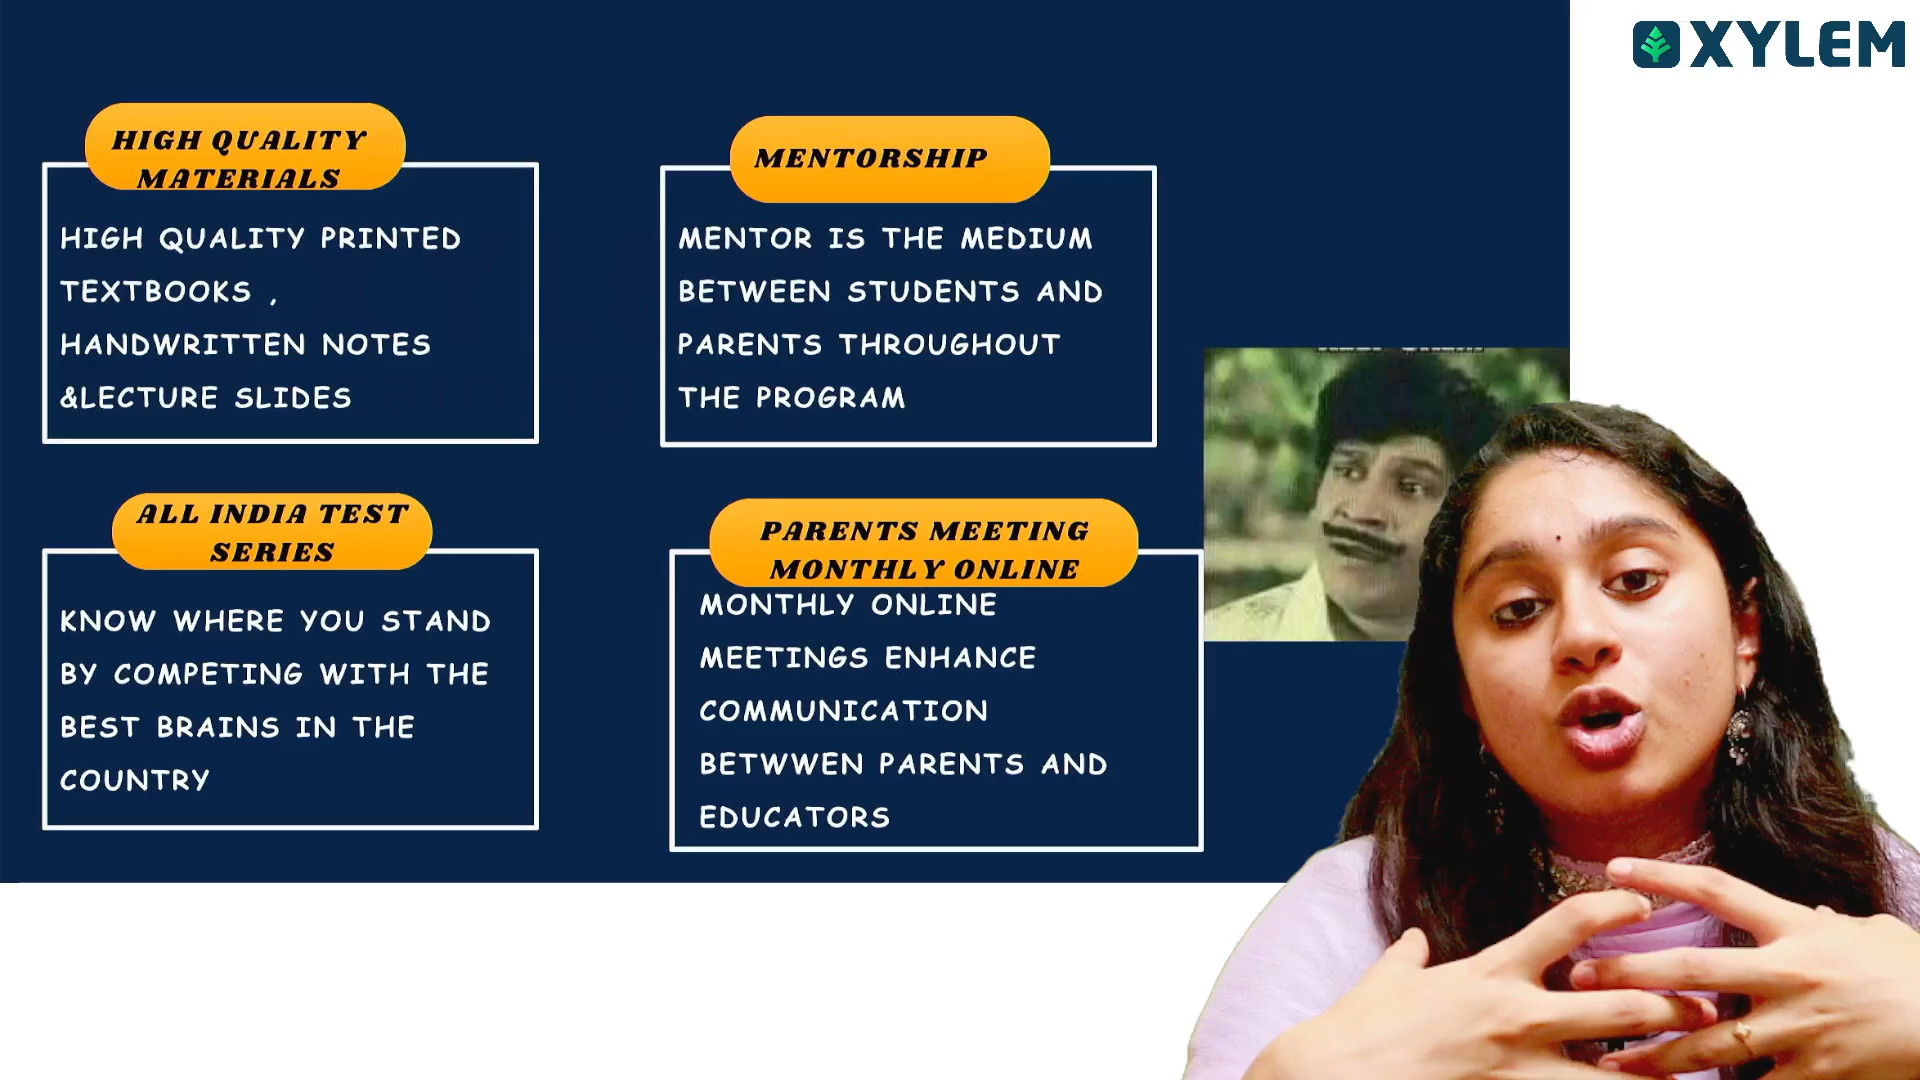 XYLEM
HIGH QUALITY
MATERIALS
HIGH QUALITY PRINTED
TEXTBOOKS ,
HANDWRITTEN NOTES
&LECTURE SLIDES
MENTORSHIP
MENTOR IS THE MEDIUM
BETWEEN STUDENTS AND
PARENTS THROUGHOUT
THE PROGRAM
ALL INDIA TEST
SERIES
KNOW WHERE YOU STAND
BY COMPETING WITH THE
BEST BRAINS IN THE
COUNTRY
PARENTS MEETING
MONTHLY ONLINE
MONTHLY ONLINE
MEETINGS ENHANCE
COMMUNICATION
BETWWEN PARENTS AND
EDUCATORS